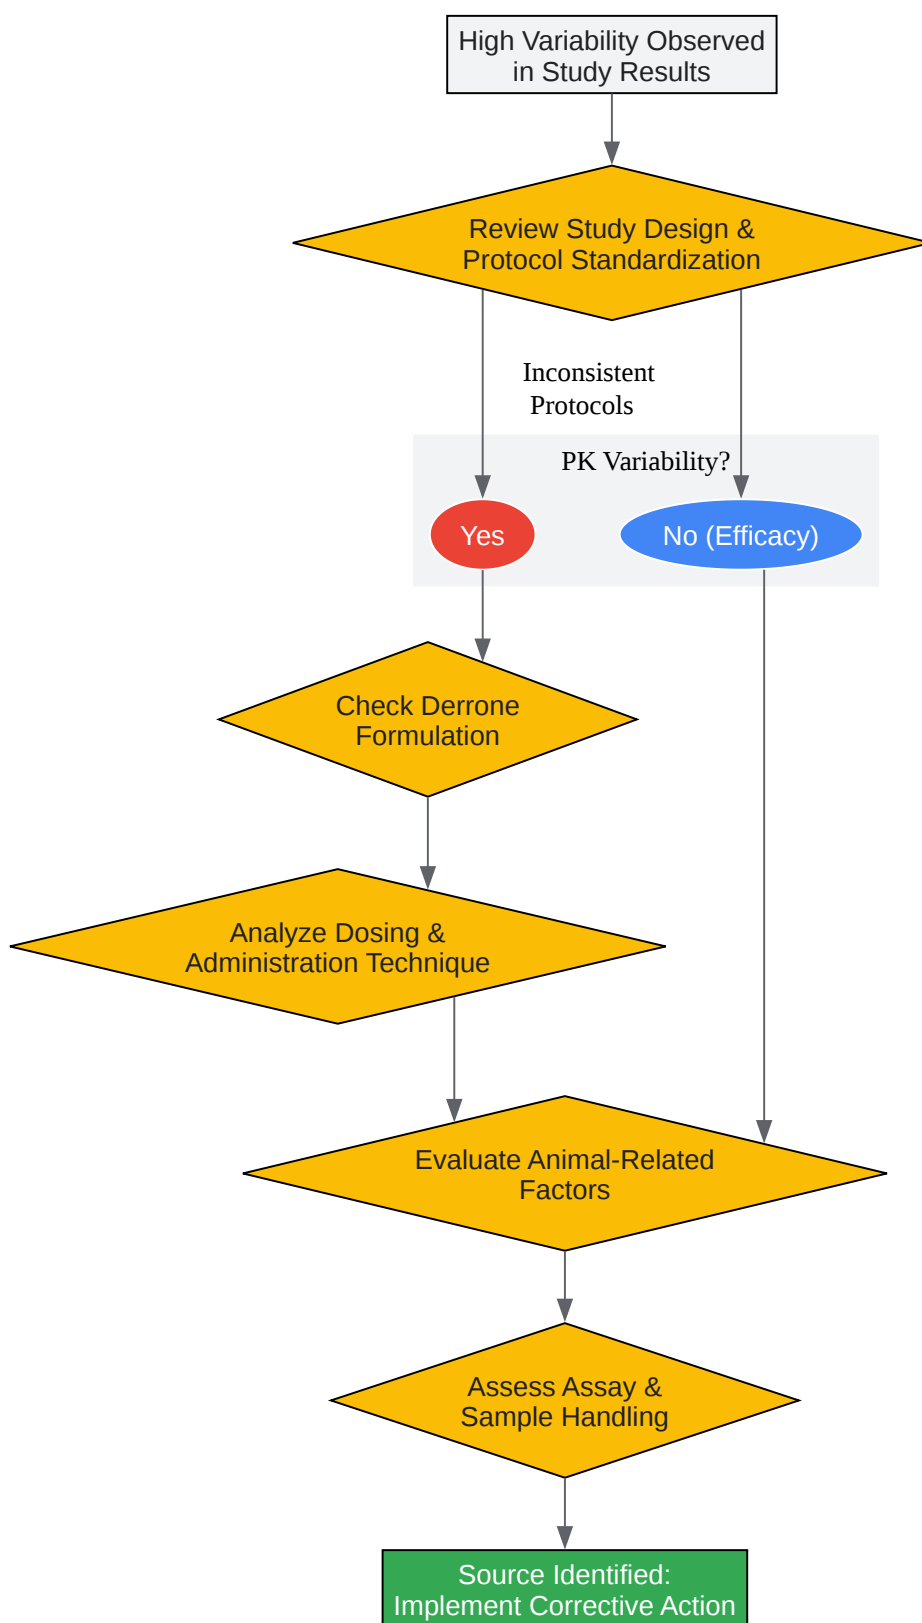 High Variability Observed
in Study Results
Review Study Design &
Protocol Standardization
Inconsistent
Protocols
PK Variability?
Yes
No (Efficacy)
Check Derrone
Formulation
Analyze Dosing &
Administration Technique
Evaluate Animal-Related
Factors
Assess Assay &
Sample Handling
Source Identified:
Implement Corrective Action